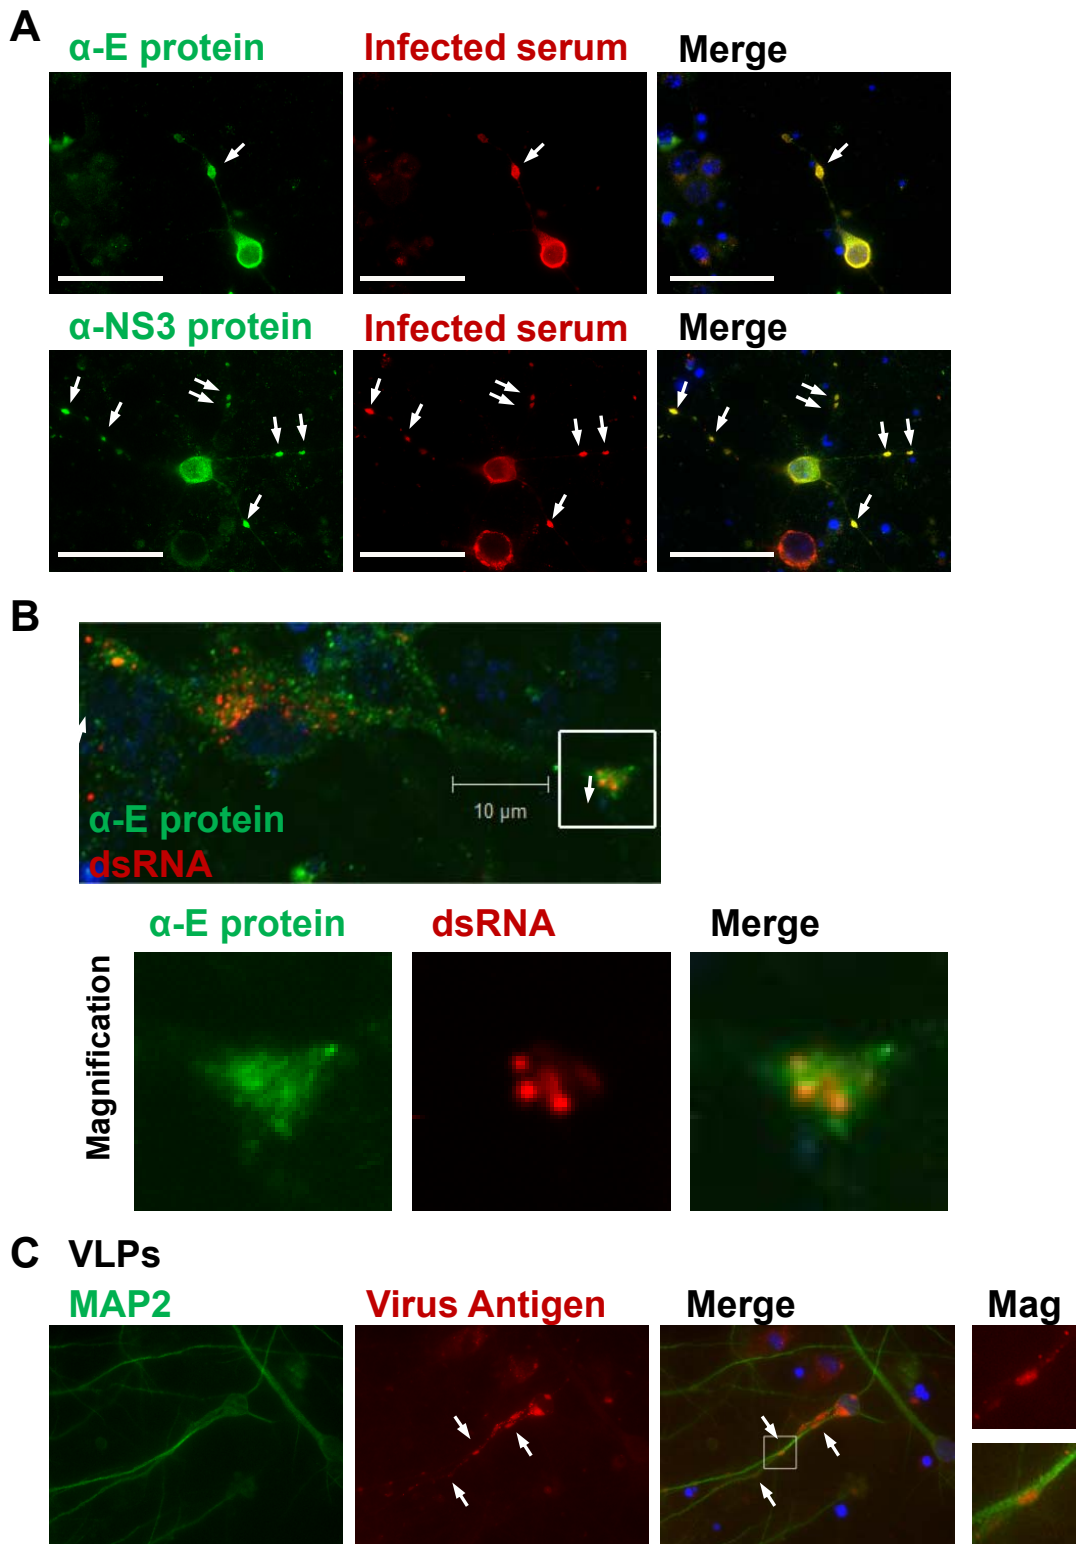 A
α-E protein Infected serum Merge
α-NS3 protein Infected serum Merge
B
10 μm
α-E protein
dsRNA
α-E protein dsRNA Merge
Magnification
C VLPs
MAP2 Virus Antigen Merge Mag